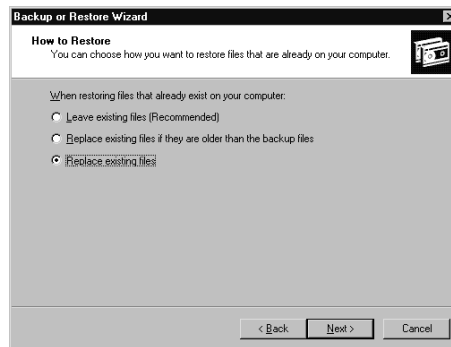 Backup or Restore Wizard
How to Restore
You can choose how you want to restore files that are already on your computer.
When restoring files that already exist on your computer:
Leave existing files (Recommended)
Replace existing files if they are older than the backup files
Replace existing files
< Back Next > Cancel